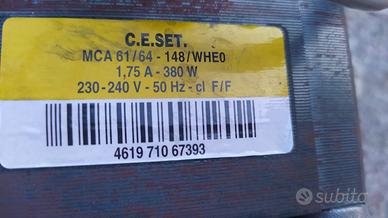 C.E.SET.
MCA 61/64 - 148/WHE0
1,75 A - 380 W
230-240 V - 50 Hz - cl F/F
4619 710 67393
subito